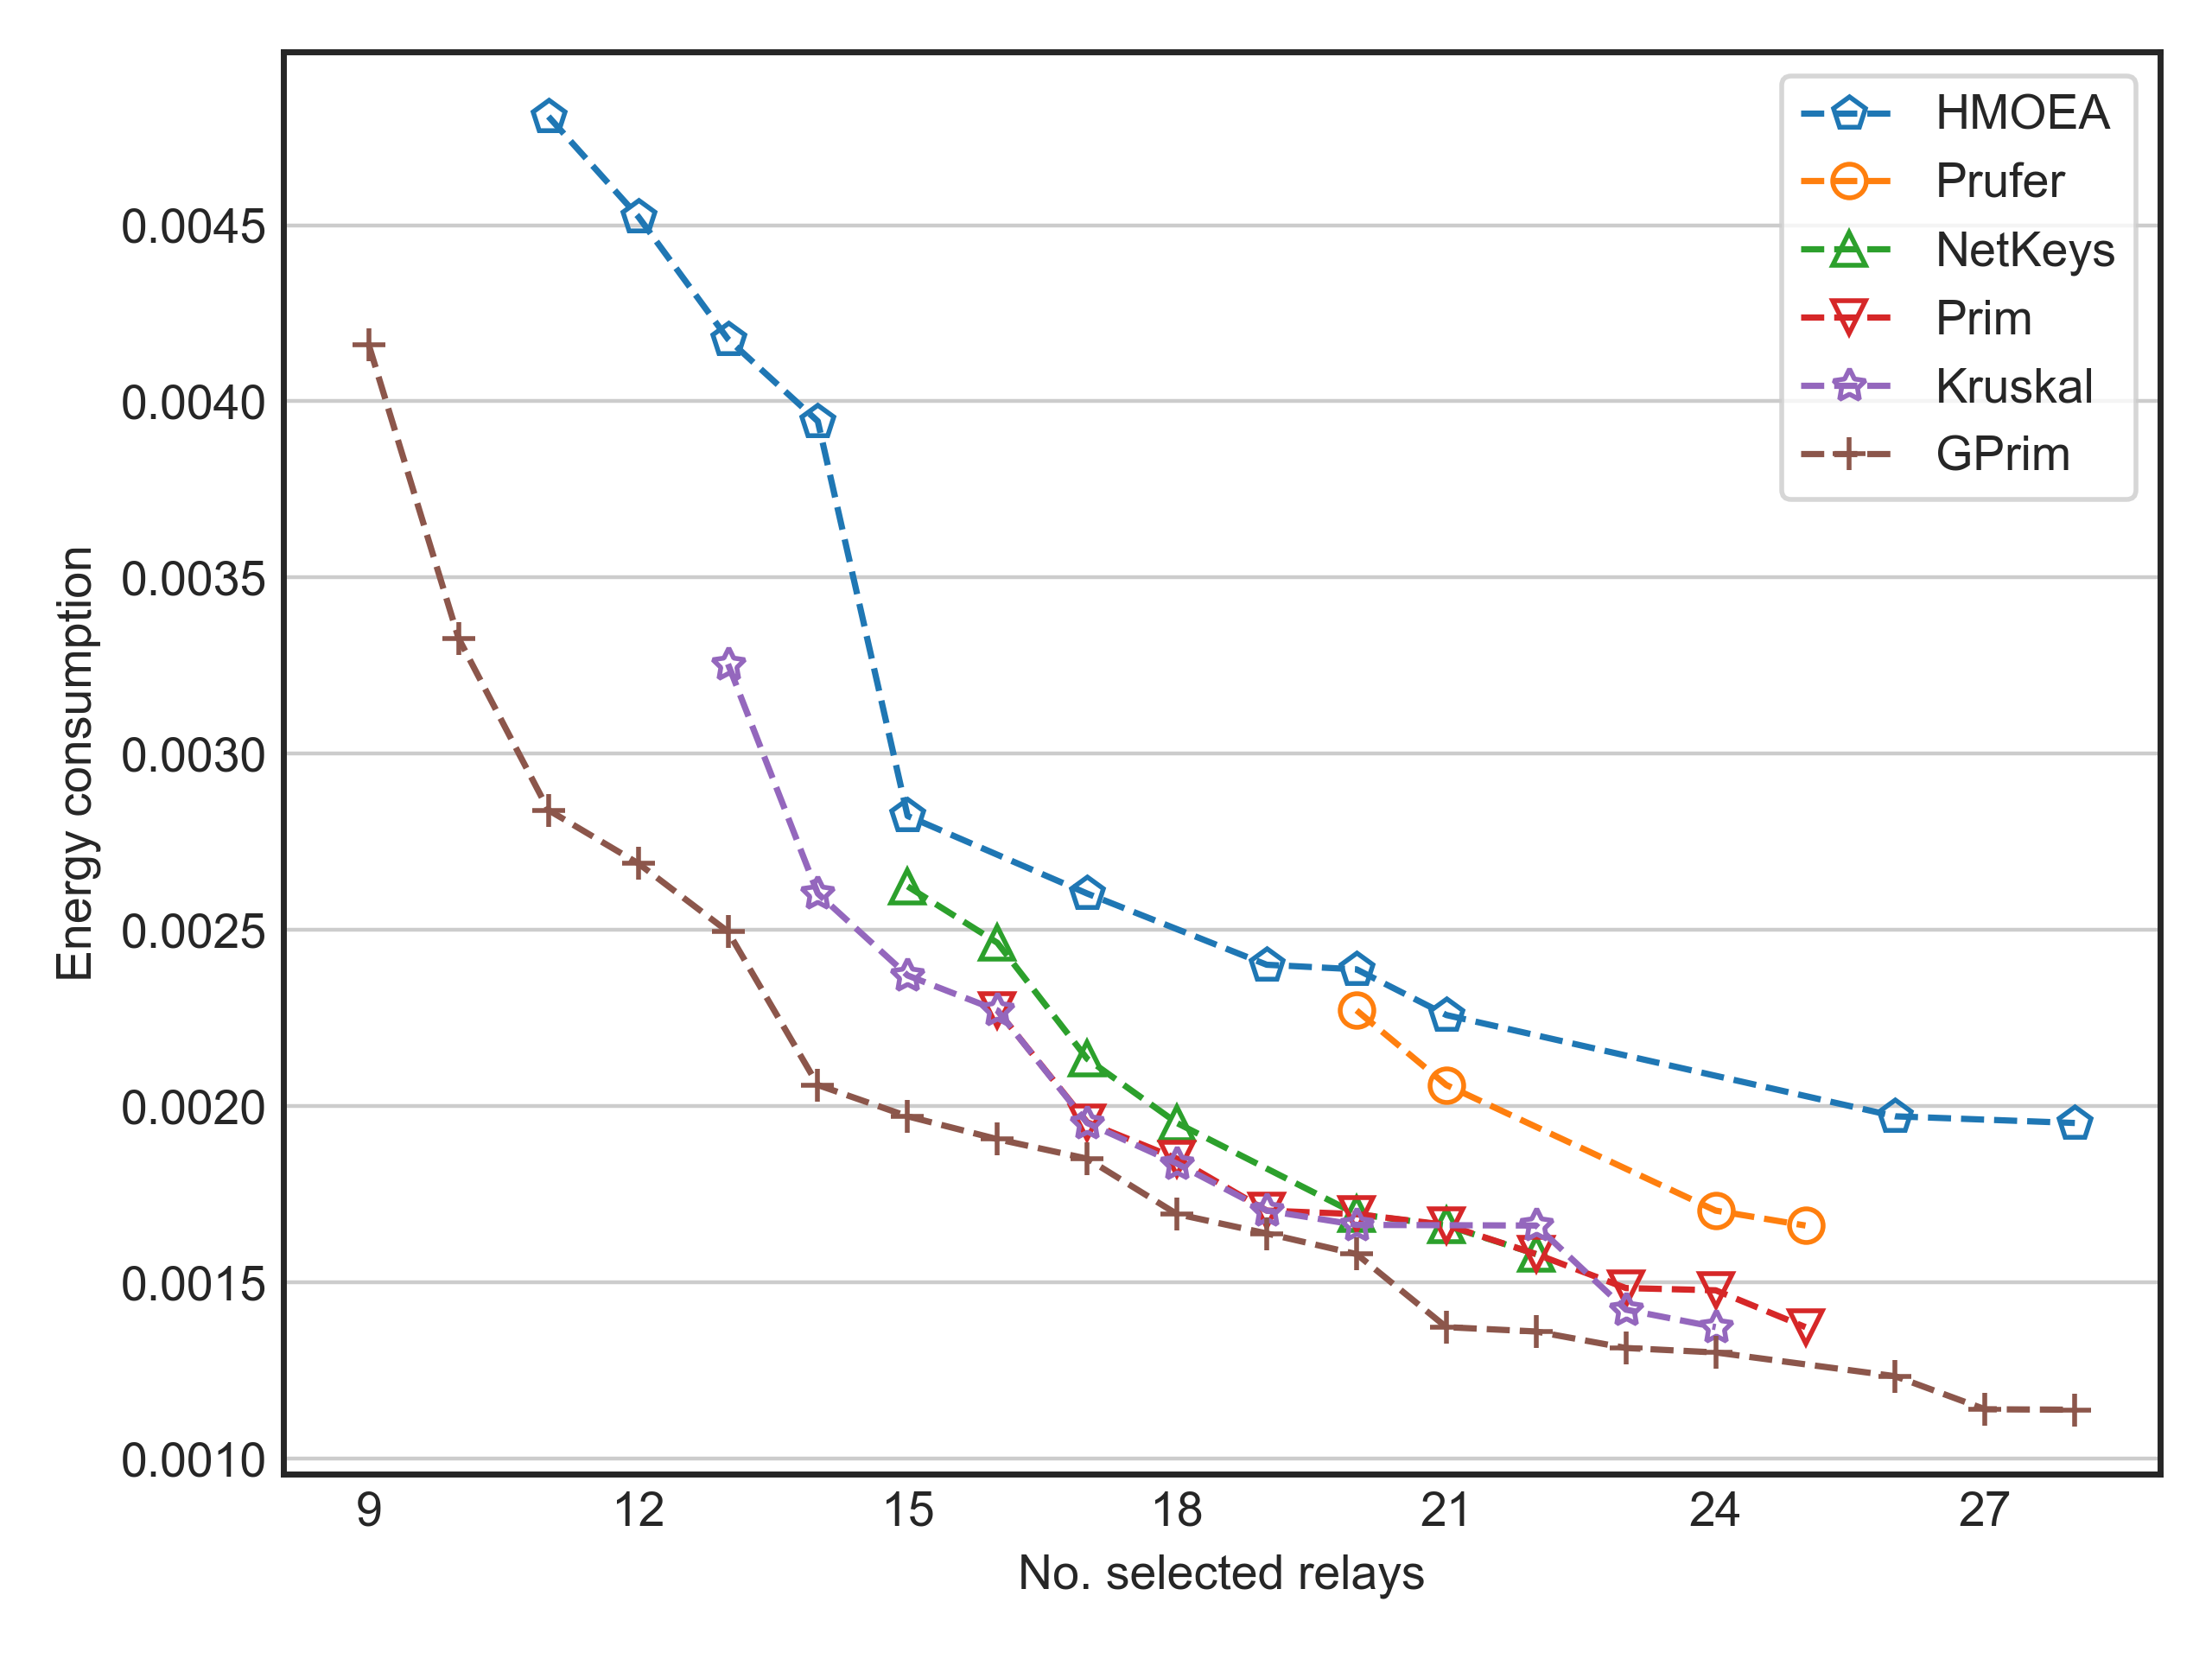 HMOEA
Prufer
NetKeys
Prim
Kruskal
GPrim
Energy consumption
0.0045
0.0040
0.0035
0.0030
0.0025
0.0020
0.0015
0.0010
9 12 15 18 21 24 27
No. selected relays